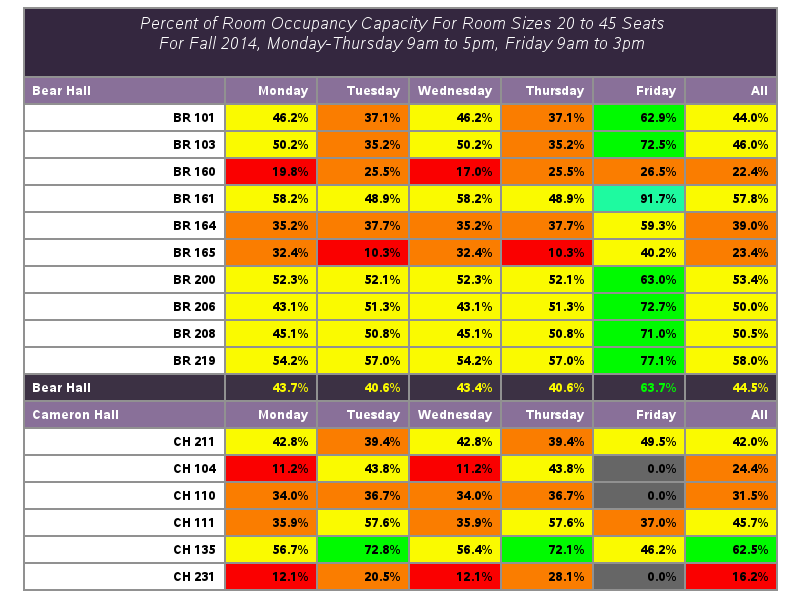 Percent of Room Occupancy Capacity For Room Sizes 20 to 45 Seats
For Fall 2014, Monday-Thursday 9am to 5pm, Friday 9am to 3pm
Bear Hall Monday Tuesday Wednesday Thursday Friday All
BR 101 46.2% 37.1% 46.2% 37.1% 62.9% 44.0%
BR 103 50.2% 35.2% 50.2% 35.2% 72.5% 46.0%
BR 160 19.8% 25.5% 17.0% 25.5% 26.5% 22.4%
BR 161 58.2% 48.9% 58.2% 48.9% 91.7% 57.8%
BR 164 35.2% 37.7% 35.2% 37.7% 59.3% 39.0%
BR 165 32.4% 10.3% 32.4% 10.3% 40.2% 23.4%
BR 200 52.3% 52.1% 52.3% 52.1% 63.0% 53.4%
BR 206 43.1% 51.3% 43.1% 51.3% 72.7% 50.0%
BR 208 45.1% 50.8% 45.1% 50.8% 71.0% 50.5%
BR 219 54.2% 57.0% 54.2% 57.0% 77.1% 58.0%
Bear Hall 43.7% 40.6% 43.4% 40.6% 63.7% 44.5%
Cameron Hall Monday Tuesday Wednesday Thursday Friday All
CH 211 42.8% 39.4% 42.8% 39.4% 49.5% 42.0%
CH 104 11.2% 43.8% 11.2% 43.8% 0.0% 24.4%
CH 110 34.0% 36.7% 34.0% 36.7% 0.0% 31.5%
CH 111 35.9% 57.6% 35.9% 57.6% 37.0% 45.7%
CH 135 56.7% 72.8% 56.4% 72.1% 46.2% 62.5%
CH 231 12.1% 20.5% 12.1% 28.1% 0.0% 16.2%